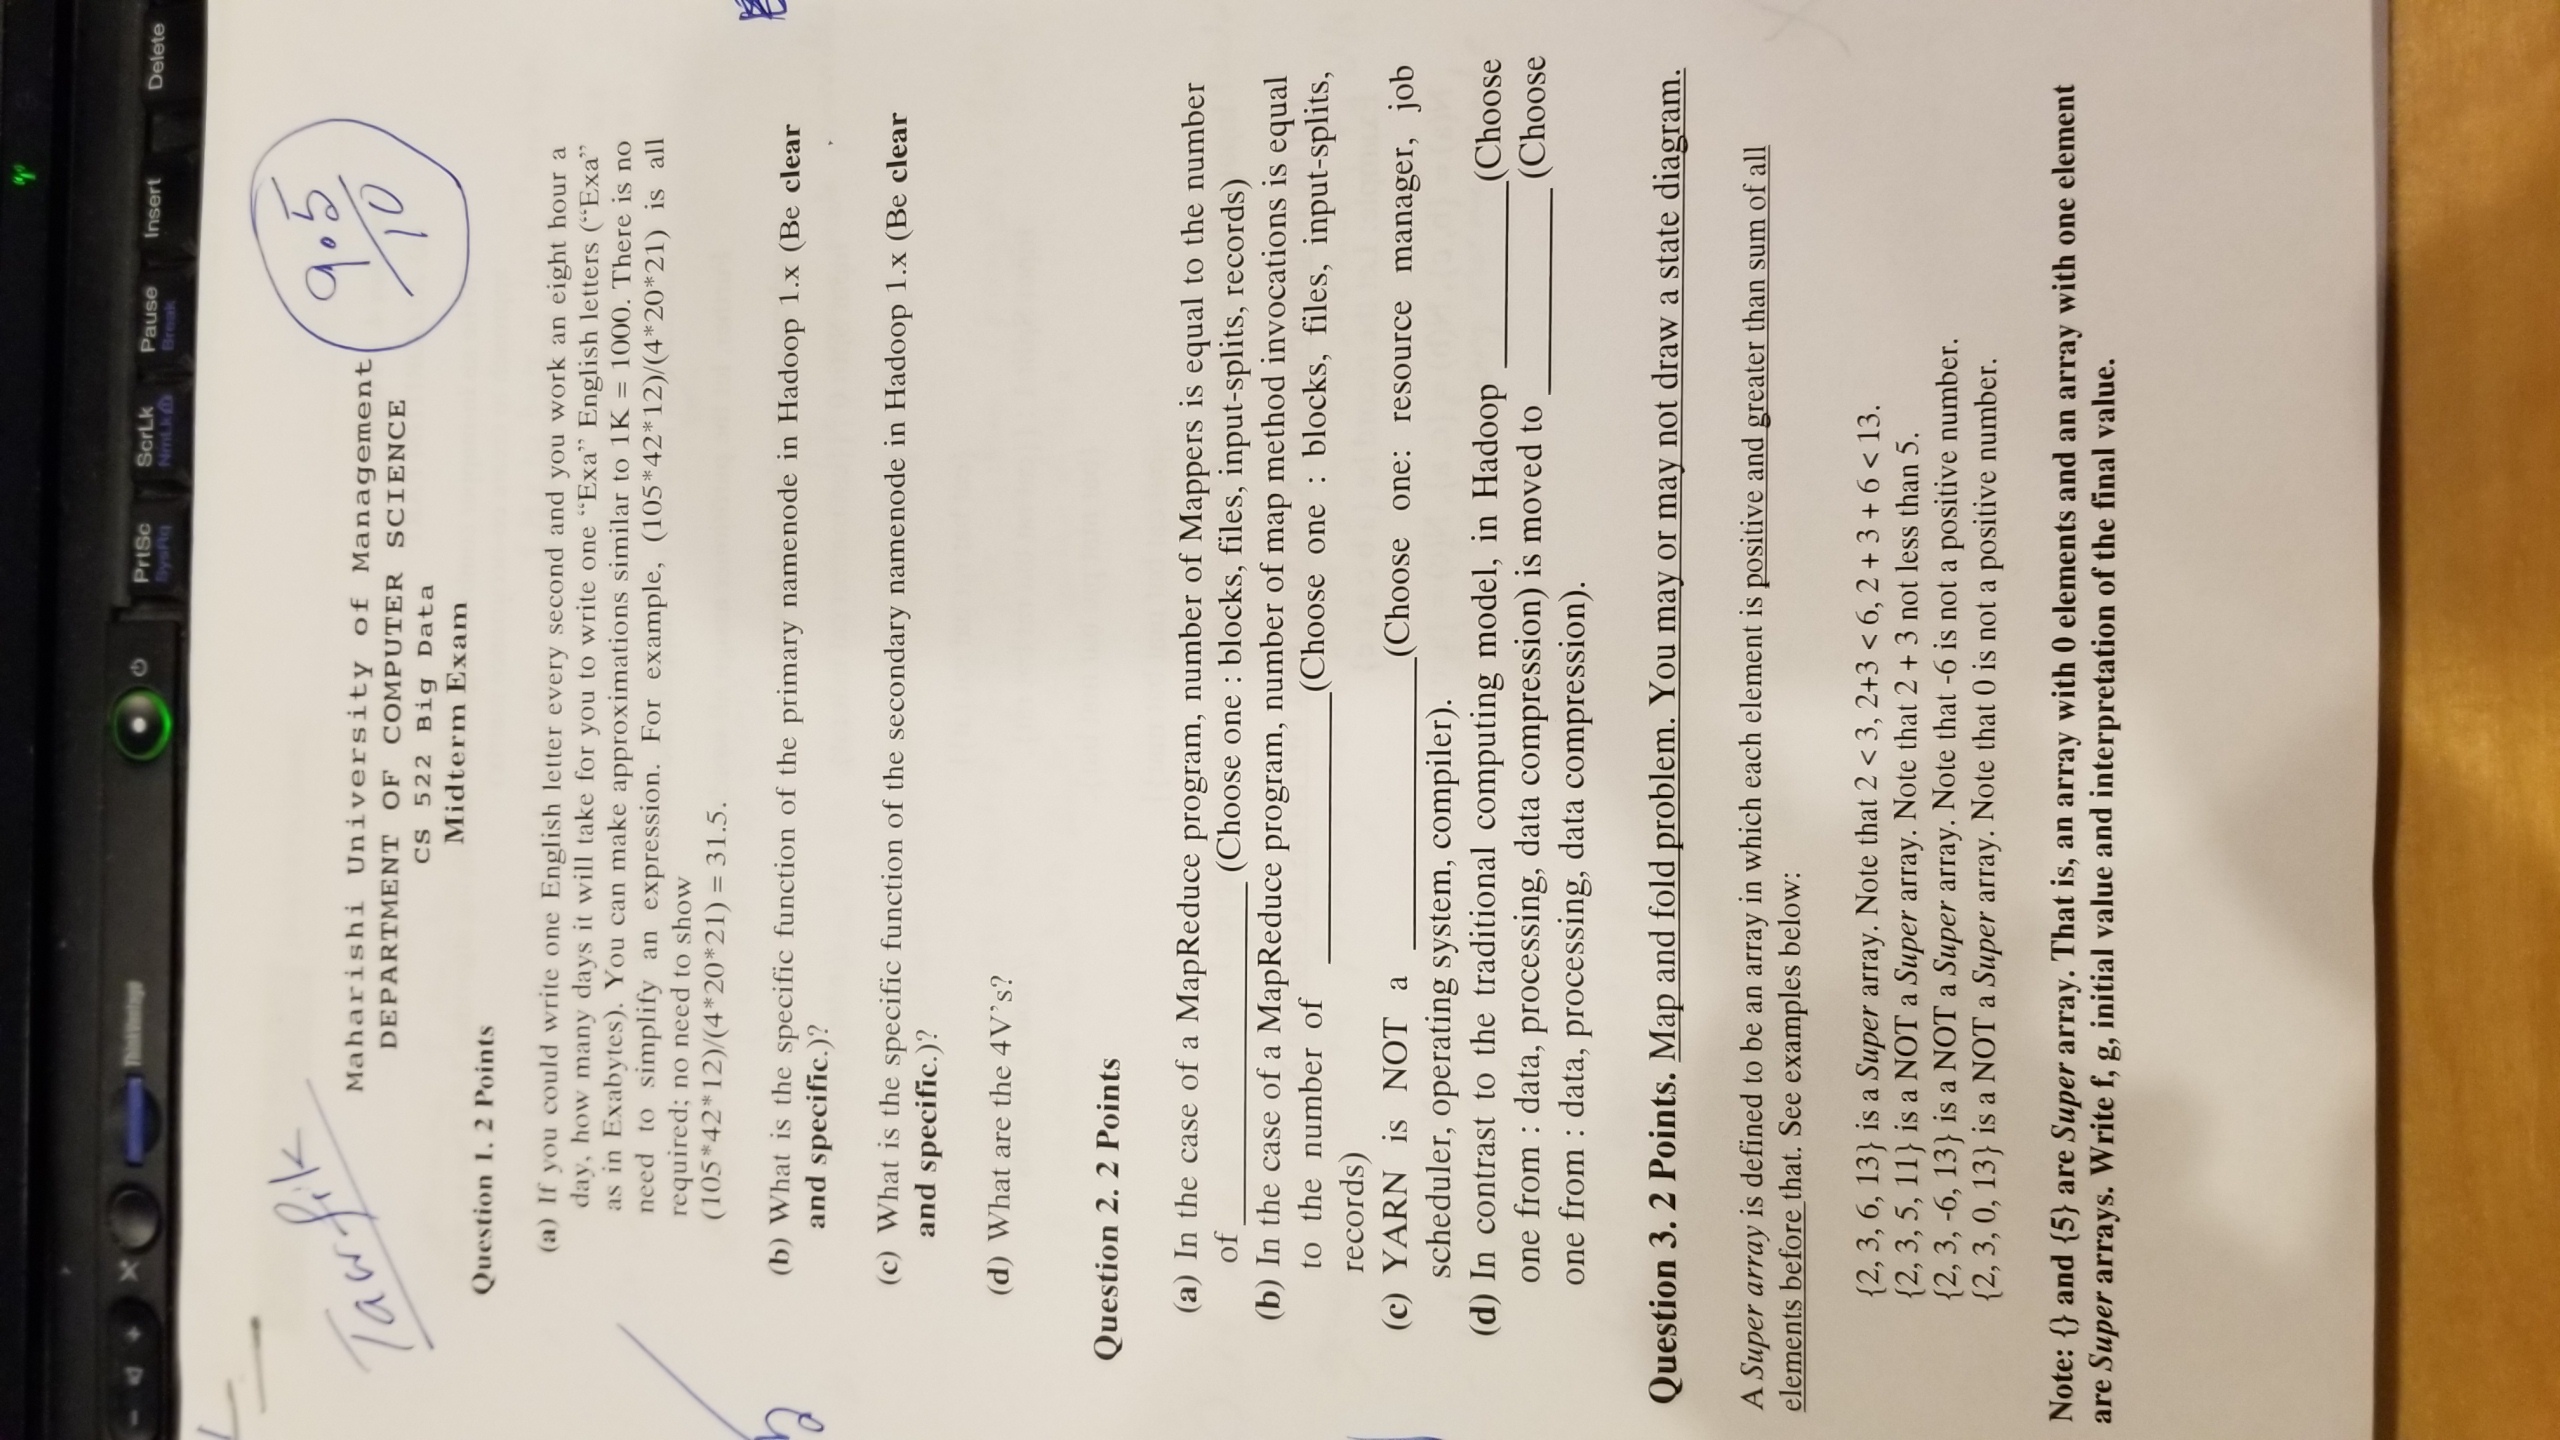 ThinkVantage
PrtSc
SysRq
ScrLk
NmLk
Pause
Break
Insert
Delete
Tawfik
9.5
10
Maharishi University of Management
DEPARTMENT OF COMPUTER SCIENCE
CS 522 Big Data
Midterm Exam
Question 1. 2 Points
(a) If you could write one English letter every second and you work an eight hour a
day, how many days it will take for you to write one “Exa” English letters (“Exa”
as in Exabytes). You can make approximations similar to 1K = 1000. There is no
need to simplify an expression. For example, (105*42*12)/(4*20*21) is all
required; no need to show
(105*42*12)/(4*20*21) = 31.5.
(b) What is the specific function of the primary namenode in Hadoop 1.x (Be clear
and specific.)?
(c) What is the specific function of the secondary namenode in Hadoop 1.x (Be clear
and specific.)?
(d) What are the 4V’s?
Question 2. 2 Points
(a) In the case of a MapReduce program, number of Mappers is equal to the number
of ____________ (Choose one : blocks, files, input-splits, records)
(b) In the case of a MapReduce program, number of map method invocations is equal
to the number of ____________(Choose one : blocks, files, input-splits,
records)
(c) YARN is NOT a ____________(Choose one: resource manager, job
scheduler, operating system, compiler).
(d) In contrast to the traditional computing model, in Hadoop ________(Choose
one from : data, processing, data compression) is moved to ________ (Choose
one from : data, processing, data compression).
Question 3. 2 Points. Map and fold problem. You may or may not draw a state diagram.
A Super array is defined to be an array in which each element is positive and greater than sum of all
elements before that. See examples below:
{2, 3, 6, 13} is a Super array. Note that 2 < 3, 2+3 < 6, 2 + 3 + 6 < 13.
{2, 3, 5, 11} is a NOT a Super array. Note that 2 + 3 not less than 5.
{2, 3, -6, 13} is a NOT a Super array. Note that -6 is not a positive number.
{2, 3, 0, 13} is a NOT a Super array. Note that 0 is not a positive number.
Note: {} and {5} are Super array. That is, an array with 0 elements and an array with one element
are Super arrays. Write f, g, initial value and interpretation of the final value.